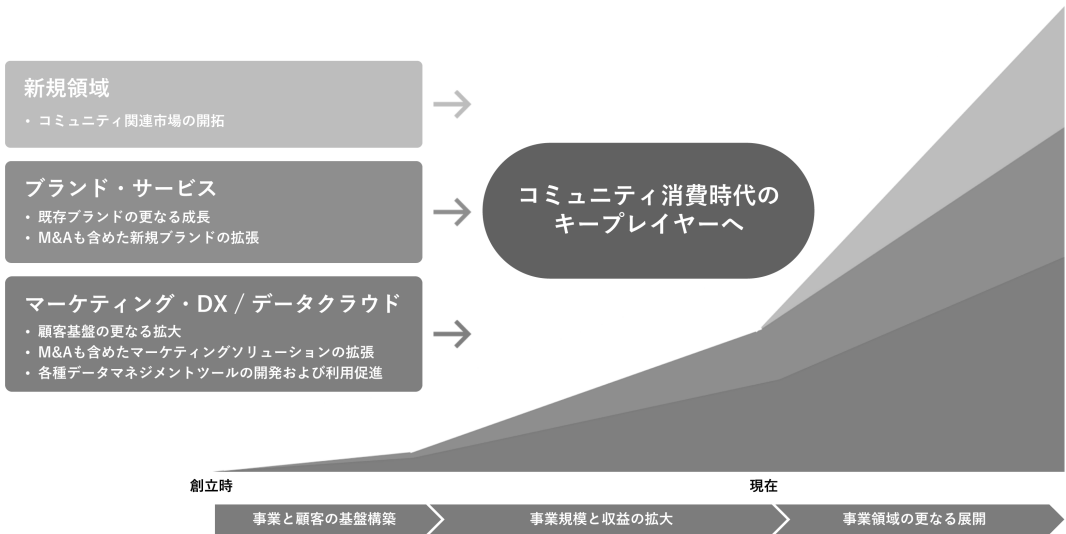 新規領域
• コミュニティ関連市場の開拓
ブランド・サービス
• 既存ブランドの更なる成長
• M&Aも含めた新規ブランドの拡張
マーケティング・DX / データクラウド
• 顧客基盤の更なる拡大
• M&Aも含めたマーケティングソリューションの拡張
• 各種データマネジメントツールの開発および利用促進
コミュニティ消費時代の
キープレイヤーへ
創立時
現在
事業と顧客の基盤構築
事業規模と収益の拡大
事業領域の更なる展開